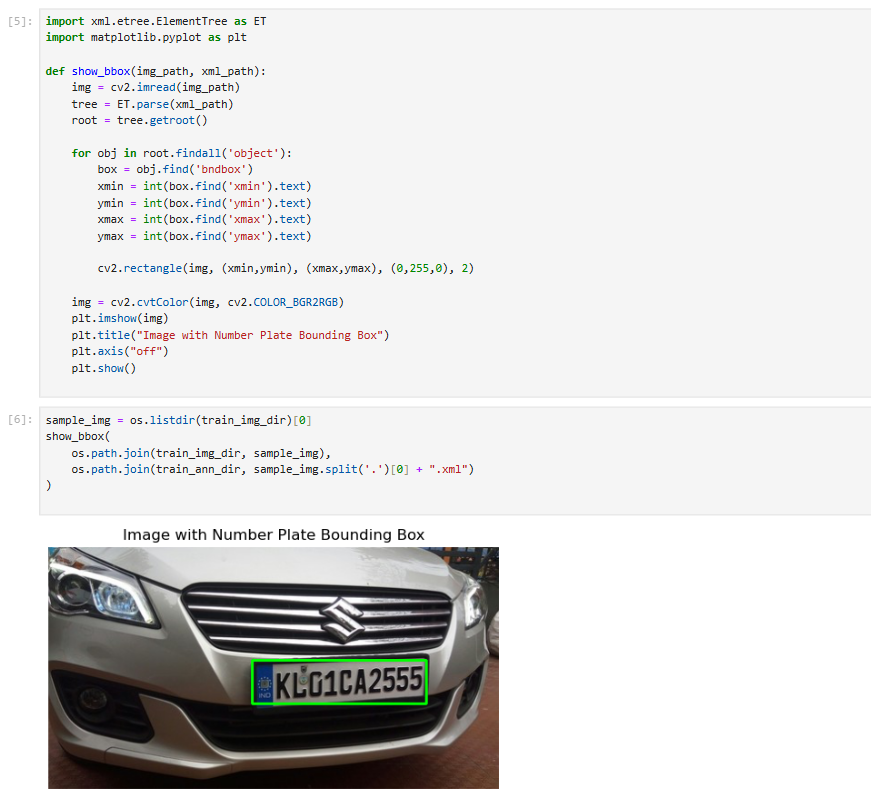 [5]:
import xml.etree.ElementTree as ET
import matplotlib.pyplot as plt
def show_bbox(img_path, xml_path):
    img = cv2.imread(img_path)
    tree = ET.parse(xml_path)
    root = tree.getroot()
    for obj in root.findall('object'):
        box = obj.find('bndbox')
        xmin = int(box.find('xmin').text)
        ymin = int(box.find('ymin').text)
        xmax = int(box.find('xmax').text)
        ymax = int(box.find('ymax').text)
        cv2.rectangle(img, (xmin,ymin), (xmax,ymax), (0,255,0), 2)
    img = cv2.cvtColor(img, cv2.COLOR_BGR2RGB)
    plt.imshow(img)
    plt.title("Image with Number Plate Bounding Box")
    plt.axis("off")
    plt.show()
[6]:
sample_img = os.listdir(train_img_dir)[0]
show_bbox(
    os.path.join(train_img_dir, sample_img),
    os.path.join(train_ann_dir, sample_img.split('.')[0] + ".xml")
)
Image with Number Plate Bounding Box
IND
KL01CA2555